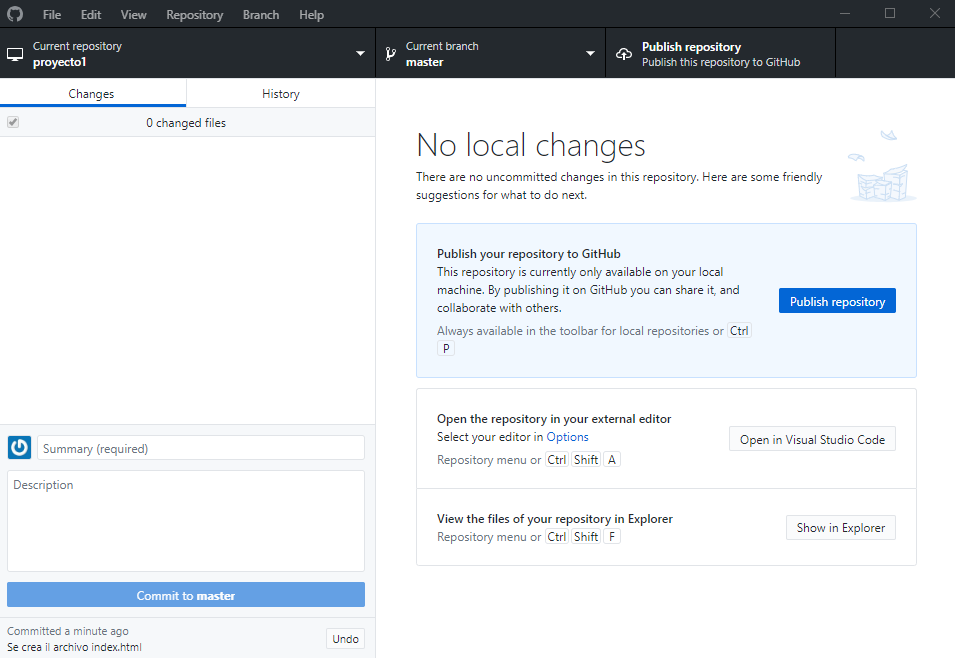 File Edit View Repository Branch Help
Current repository
proyecto1
Current branch
master
Publish repository
Publish this repository to GitHub
Changes
History
0 changed files
No local changes
There are no uncommitted changes in this repository. Here are some friendly
suggestions for what to do next.
Publish your repository to GitHub
This repository is currently only available on your local
machine. By publishing it on GitHub you can share it, and
collaborate with others.
Always available in the toolbar for local repositories or Ctrl
P
Publish repository
Open the repository in your external editor
Select your editor in Options
Repository menu or Ctrl Shift A
Open in Visual Studio Code
View the files of your repository in Explorer
Repository menu or Ctrl Shift F
Show in Explorer
Summary (required)
Description
Commit to master
Committed a minute ago
Se crea il archivo index.html
Undo